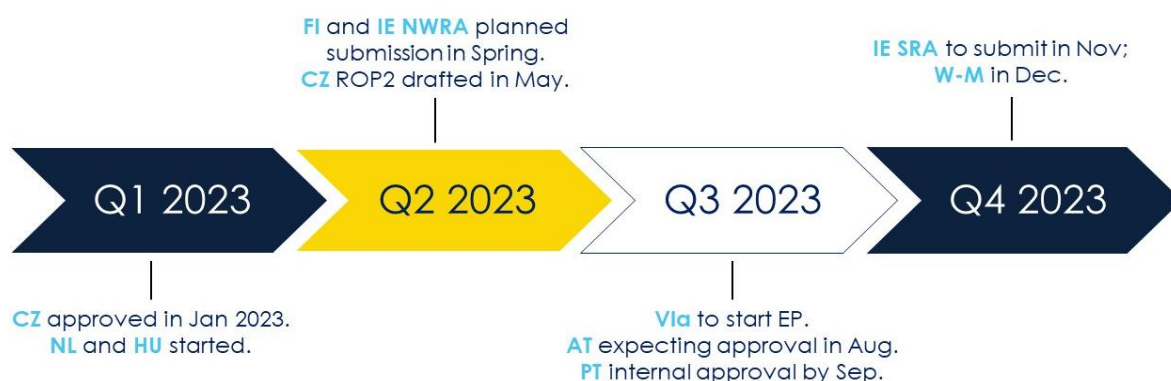 FI and IE NWRA planned
submission in Spring.
CZ ROP2 drafted in May.
IE SRA to submit in Nov;
W-M in Dec.
Q1 2023
Q2 2023
Q3 2023
Q4 2023
CZ approved in Jan 2023.
NL and HU started.
Vla to start EP.
AT expecting approval in Aug.
PT internal approval by Sep.